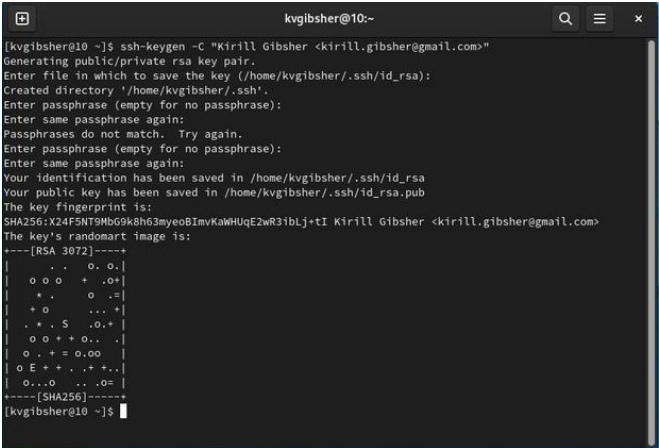 kvgibsher@10:~
[kvgibsher@10 ~]$ ssh-keygen -C "Kirill Gibsher <kirill.gibsher@gmail.com>"
Generating public/private rsa key pair.
Enter file in which to save the key (/home/kvgibsher/.ssh/id_rsa):
Created directory '/home/kvgibsher/.ssh'.
Enter passphrase (empty for no passphrase):
Enter same passphrase again:
Passphrases do not match.  Try again.
Enter passphrase (empty for no passphrase):
Enter same passphrase again:
Your identification has been saved in /home/kvgibsher/.ssh/id_rsa
Your public key has been saved in /home/kvgibsher/.ssh/id_rsa.pub
The key fingerprint is:
SHA256:X24F5NT9MbG9k8h63myeoBImvKaWHUqE2wR3ibLj+tI Kirill Gibsher <kirill.gibsher@gmail.com>
The key's randomart image is:
+---[RSA 3072]----+
|     . .   o. o.|
|  o o o   +  .o+|
|   * .     o  .=|
|  + o      ... +|
| . * . S   .o.+ |
|  o o + + o..  .|
| o . + = o.oo   |
|o E + + . .+ +..|
| o...o   .. .o= |
+----[SHA256]-----+
[kvgibsher@10 ~]$